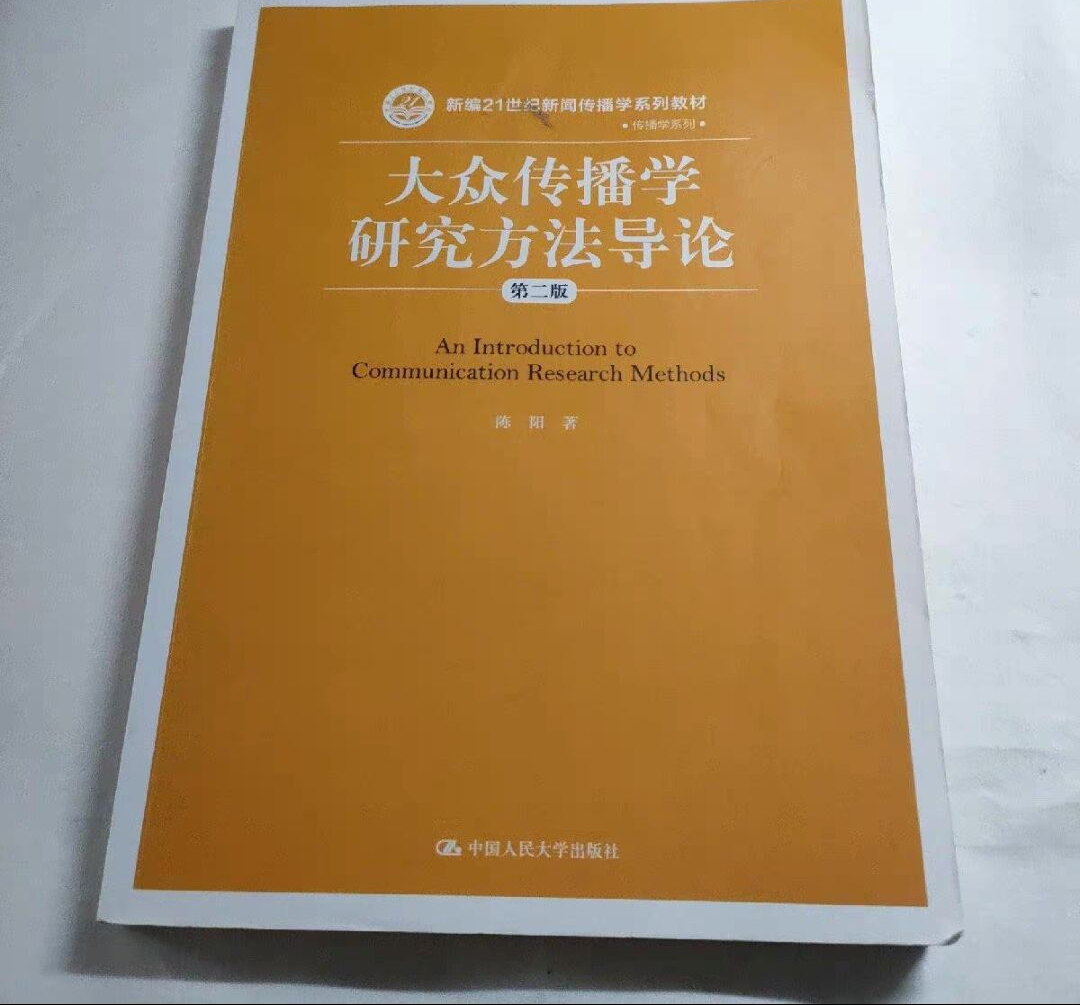 新编21世纪新闻传播学系列教材
•传播学系列•
大众传播学
研究方法导论
第二版
An Introduction to
Communication Research Methods
陈 阳 著
中国人民大学出版社